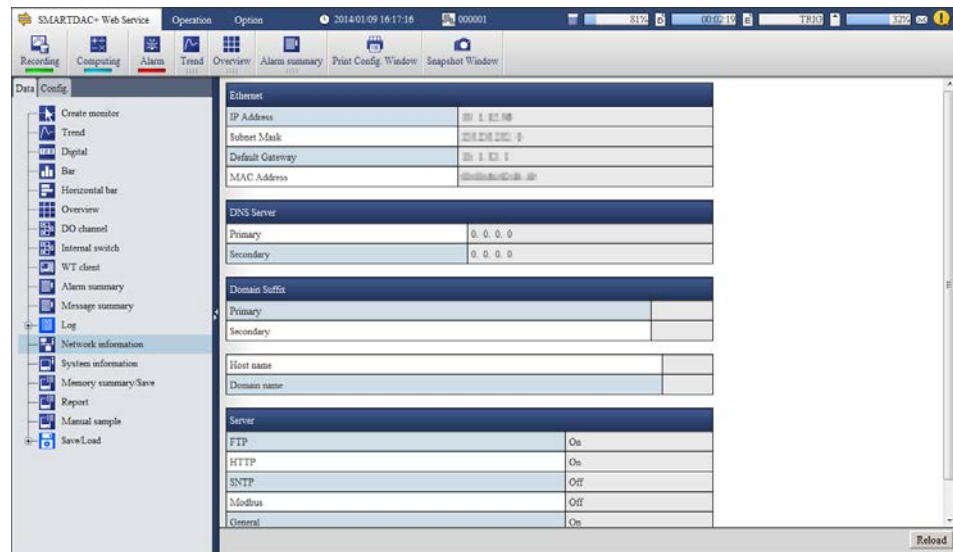 SMARTDAC+ Web Service Operation Option 2014/01/09 16:17:16 000001 81% D 00:02:19 E TRIG 32%
Recording Computing Alarm Trend Overview Alarm summary Print Config. Window Snapshot Window
Data Config.
Create monitor
Trend
Digital
Bar
Horizontal bar
Overview
DO channel
Internal switch
WT client
Alarm summary
Message summary
Log
Network information
System information
Memory summary/Save
Report
Manual sample
Save/Load
Ethernet
IP Address
Subnet Mask
Default Gateway
MAC Address
DNS Server
Primary 0. 0. 0. 0
Secondary 0. 0. 0. 0
Domain Suffix
Primary
Secondary
Host name
Domain name
Server
FTP On
HTTP On
SNTP Off
Modbus Off
General On
Reload